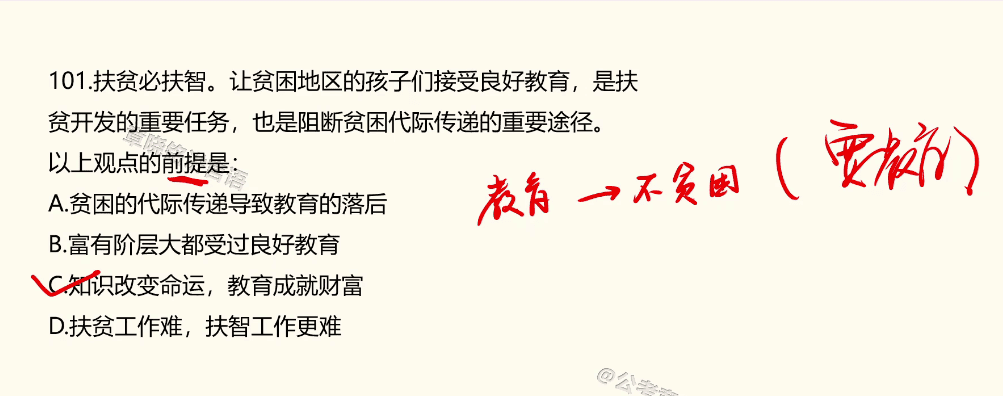 101.扶贫必扶智。让贫困地区的孩子们接受良好教育，是扶
贫开发的重要任务，也是阻断贫困代际传递的重要途径。
以上观点的前提是：
A.贫困的代际传递导致教育的落后
B.富有阶层大都受过良好教育
C.知识改变命运，教育成就财富
D.扶贫工作难，扶智工作更难
教育→不贫困（要教育）
@公考